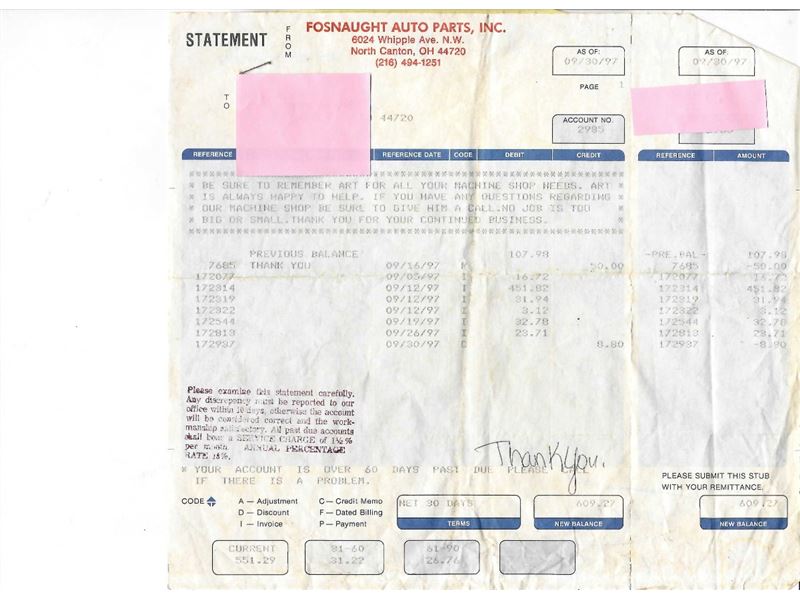 STATEMENT
FROM
FOSNAUGHT AUTO PARTS, INC.
6024 Whipple Ave. N.W.
North Canton, OH 44720
(216) 494-1251
AS OF:
09/30/97
AS OF:
09/30/97
PAGE 1
TO
44720
ACCOUNT NO.
2985
REFERENCE REFERENCE DATE CODE DEBIT CREDIT REFERENCE AMOUNT
* BE SURE TO REMEMBER ART FOR ALL YOUR MACHINE SHOP NEEDS. ART *
* IS ALWAYS HAPPY TO HELP. IF YOU HAVE ANY QUESTIONS REGARDING *
* OUR MACHINE SHOP BE SURE TO GIVE HIM A CALL.NO JOB IS TOO *
* BIG OR SMALL.THANK YOU FOR YOUR CONTINUED BUSINESS. *
PREVIOUS BALANCE 107.98 -PRE.BAL- 107.98
7685 THANK YOU 09/16/97 50.00 7685 -50.00
172077 09/05/97 I 16.72 172077 16.72
172314 09/12/97 I 451.82 172314 451.82
172319 09/12/97 I 31.94 172319 31.94
172322 09/12/97 I 3.12 172322 3.12
172544 09/19/97 I 32.78 172544 32.78
172813 09/26/97 I 23.71 172813 23.71
172937 09/30/97 8.80 172937 -8.80
Please examine this statement carefully.
Any discrepancy must be reported to our
office within 10 days, otherwise the account
will be considered correct and the work-
manship satisfactory. All past due accounts
shall bear a SERVICE CHARGE of 1½%
per month. ANNUAL PERCENTAGE
RATE 18%.
Thank You.
* YOUR ACCOUNT IS OVER 60 DAYS PAST DUE PLEASE
IF THERE IS A PROBLEM.
PLEASE SUBMIT THIS STUB
WITH YOUR REMITTANCE.
CODE A — Adjustment C — Credit Memo
D — Discount F — Dated Billing
I — Invoice P — Payment
NET 30 DAYS
TERMS
609.27
NEW BALANCE
609.27
NEW BALANCE
CURRENT
551.29
31-60
31.22
61-90
26.76